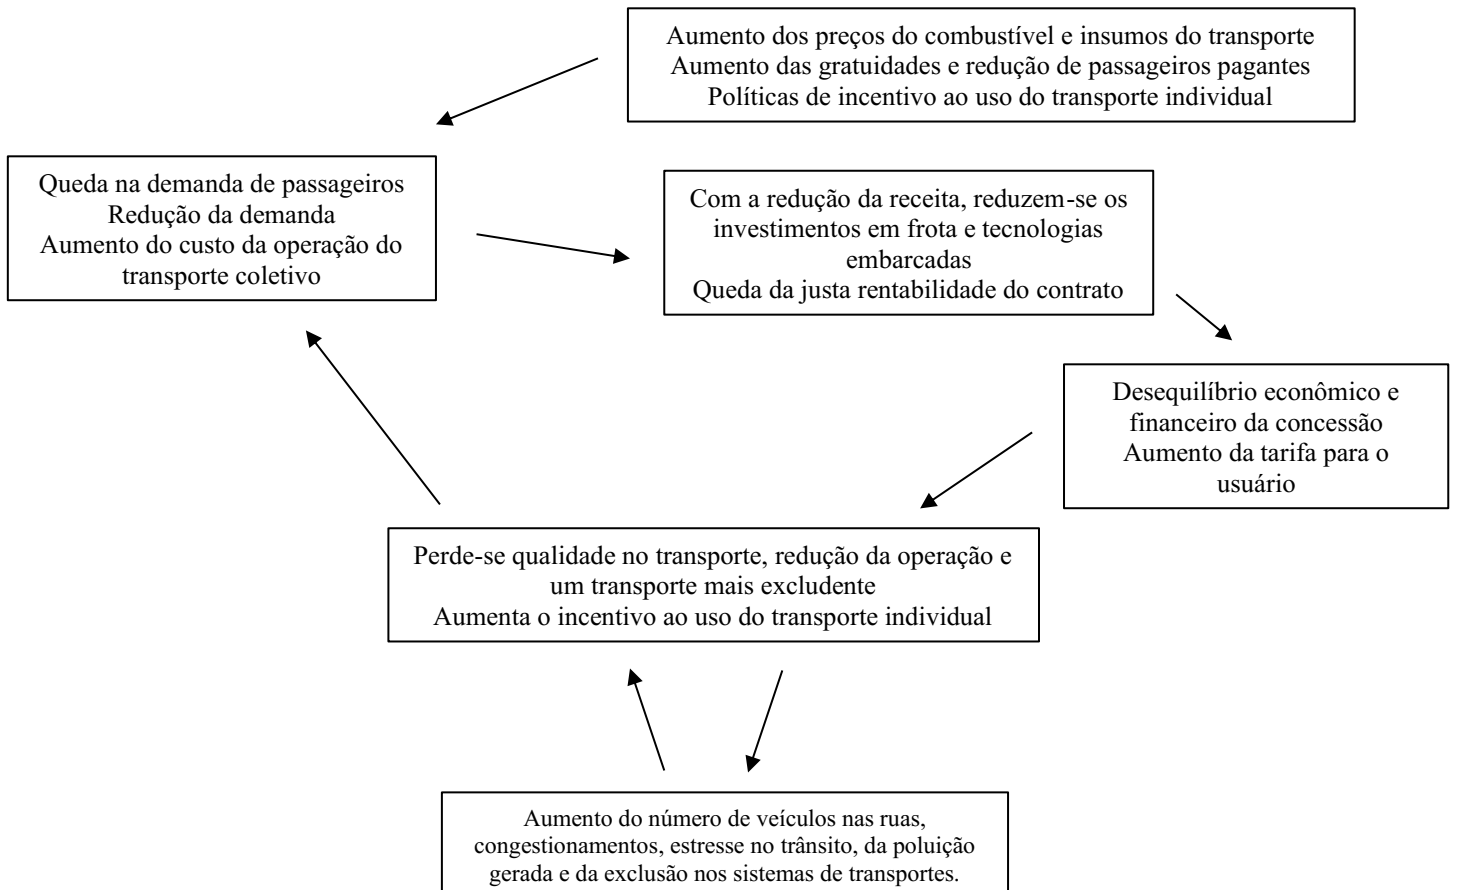 Aumento dos preços do combustível e insumos do transporte
Aumento das gratuidades e redução de passageiros pagantes
Políticas de incentivo ao uso do transporte individual
Queda na demanda de passageiros
Redução da demanda
Aumento do custo da operação do
transporte coletivo
Com a redução da receita, reduzem-se os
investimentos em frota e tecnologias
embarcadas
Queda da justa rentabilidade do contrato
Desequilíbrio econômico e
financeiro da concessão
Aumento da tarifa para o
usuário
Perde-se qualidade no transporte, redução da operação e
um transporte mais excludente
Aumenta o incentivo ao uso do transporte individual
Aumento do número de veículos nas ruas,
congestionamentos, estresse no trânsito, da poluição
gerada e da exclusão nos sistemas de transportes.